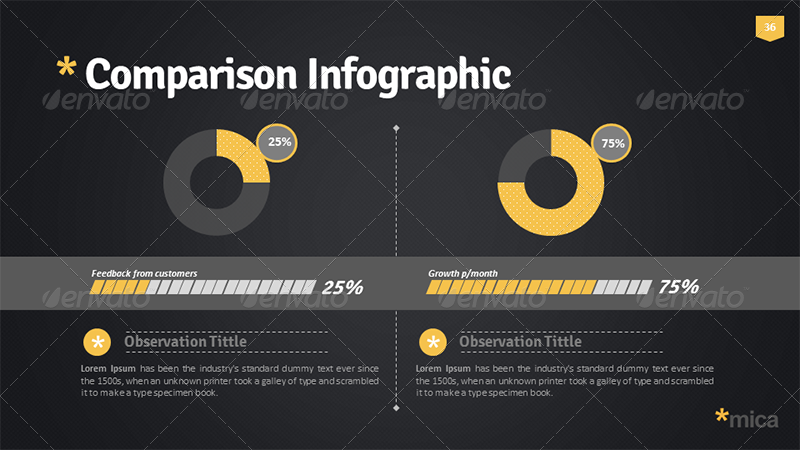 36
* Comparison Infographic
envato envato envato envato
25%
75%
Feedback from customers
25%
Growth p/month
75%
envato envato envato envato
* Observation Tittle
Lorem Ipsum has been the industry's standard dummy text ever since
the 1500s, when an unknown printer took a galley of type and scrambled
it to make a type specimen book.
* Observation Tittle
Lorem Ipsum has been the industry's standard dummy text ever since
the 1500s, when an unknown printer took a galley of type and scrambled
it to make a type specimen book.
*mica